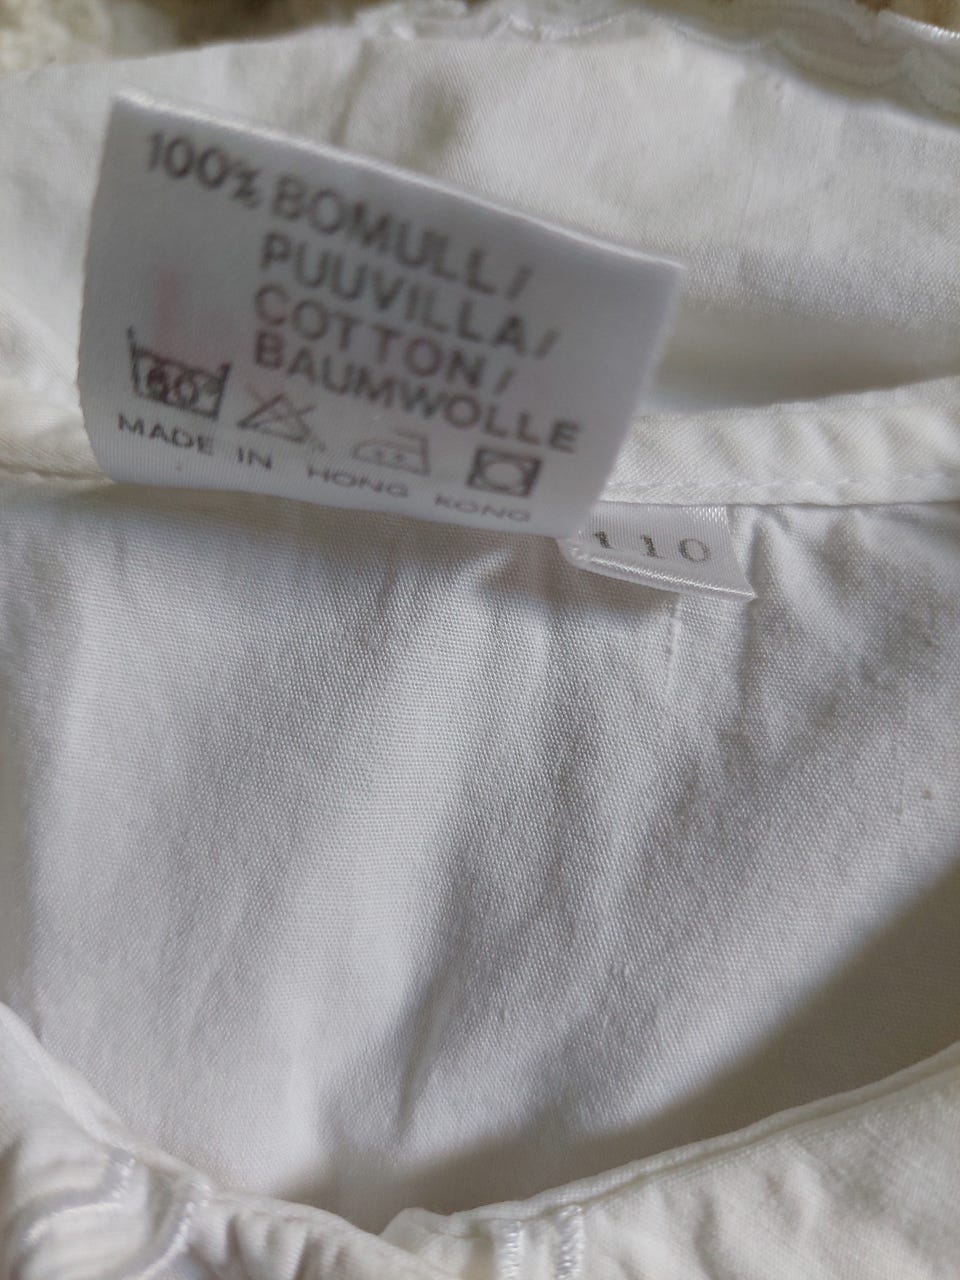 100% BOMULL/
PUUVILLA/
COTTON/
BAUMWOLLE
60°
MADE IN HONG KONG
110